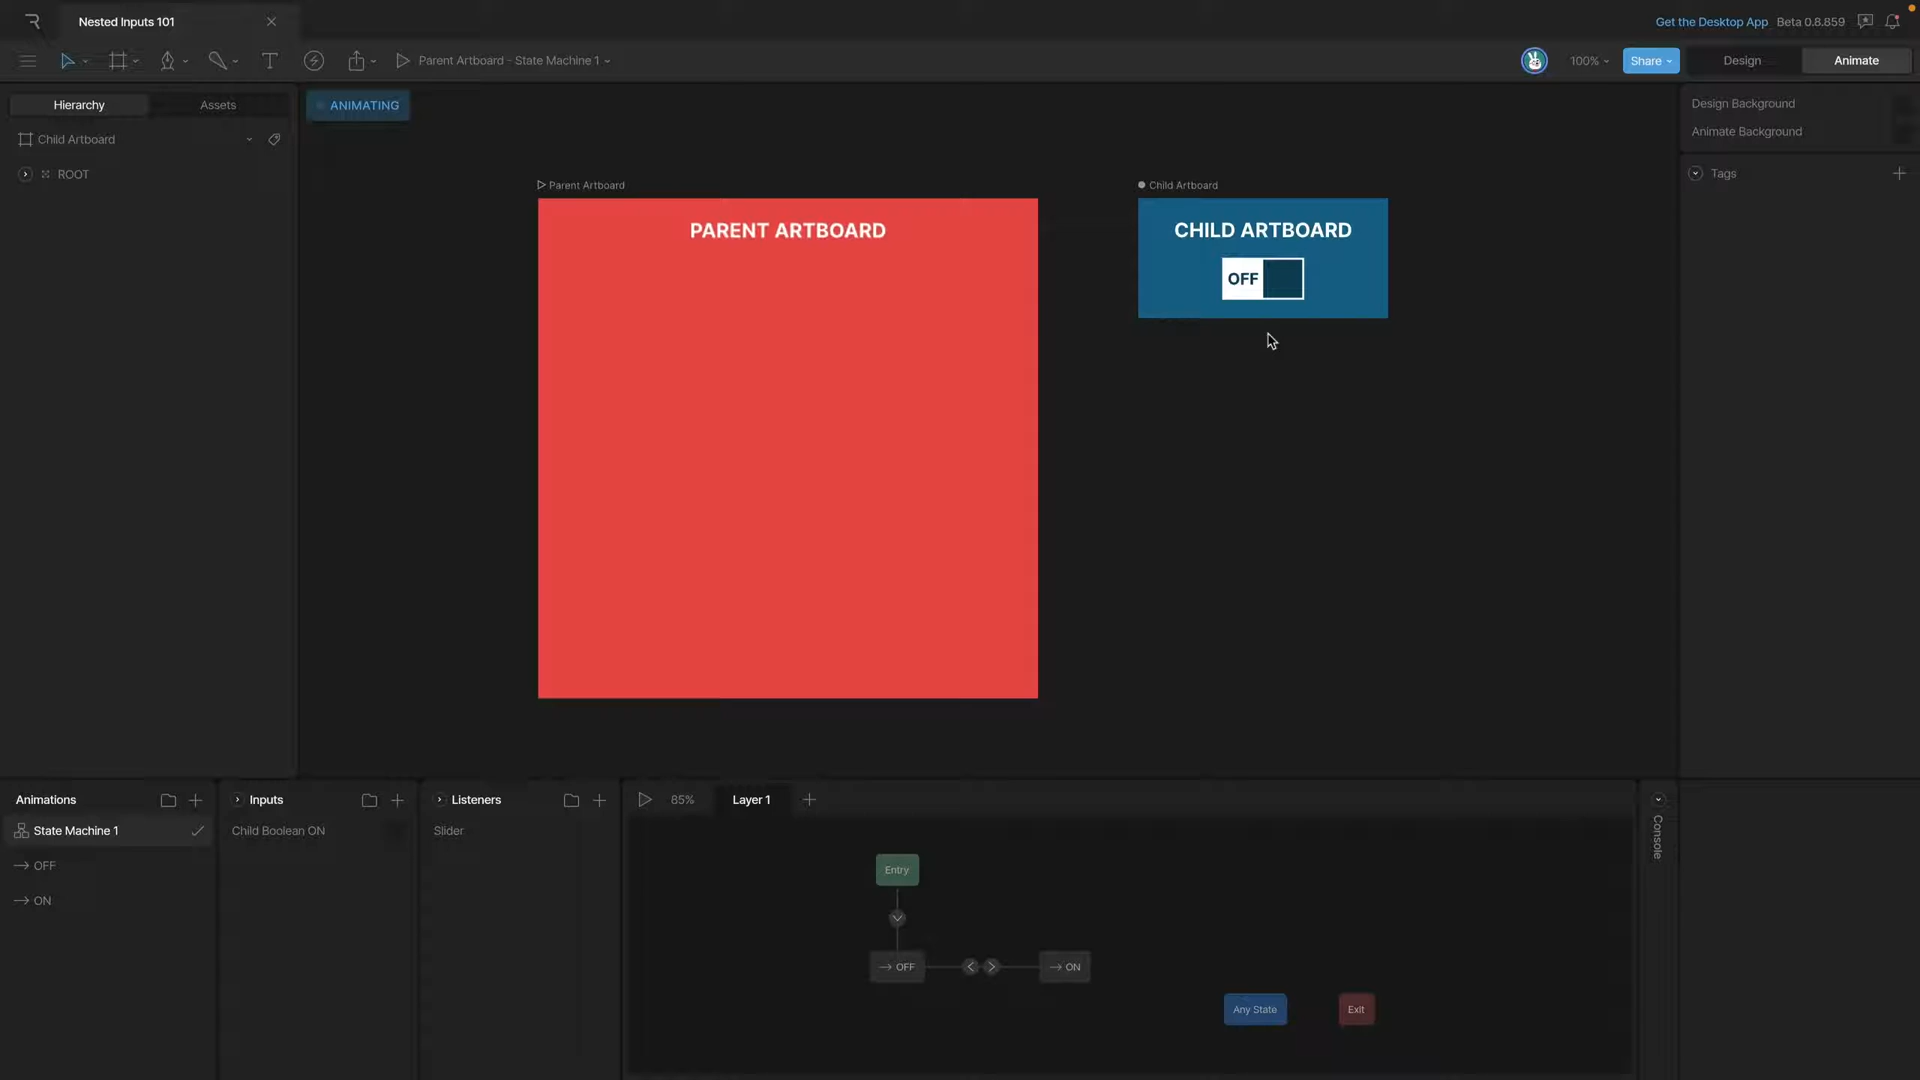 Nested Inputs 101
Get the Desktop App Beta 0.8.859
Parent Artboard - State Machine 1
100% Share Design Animate
Hierarchy Assets
ANIMATING
Child Artboard
ROOT
Design Background
Animate Background
Tags
Parent Artboard
PARENT ARTBOARD
Child Artboard
CHILD ARTBOARD
OFF
Animations
State Machine 1
OFF
ON
Inputs
Child Boolean ON
Listeners
Slider
85% Layer 1
Entry
OFF
ON
Any State
Exit
Console